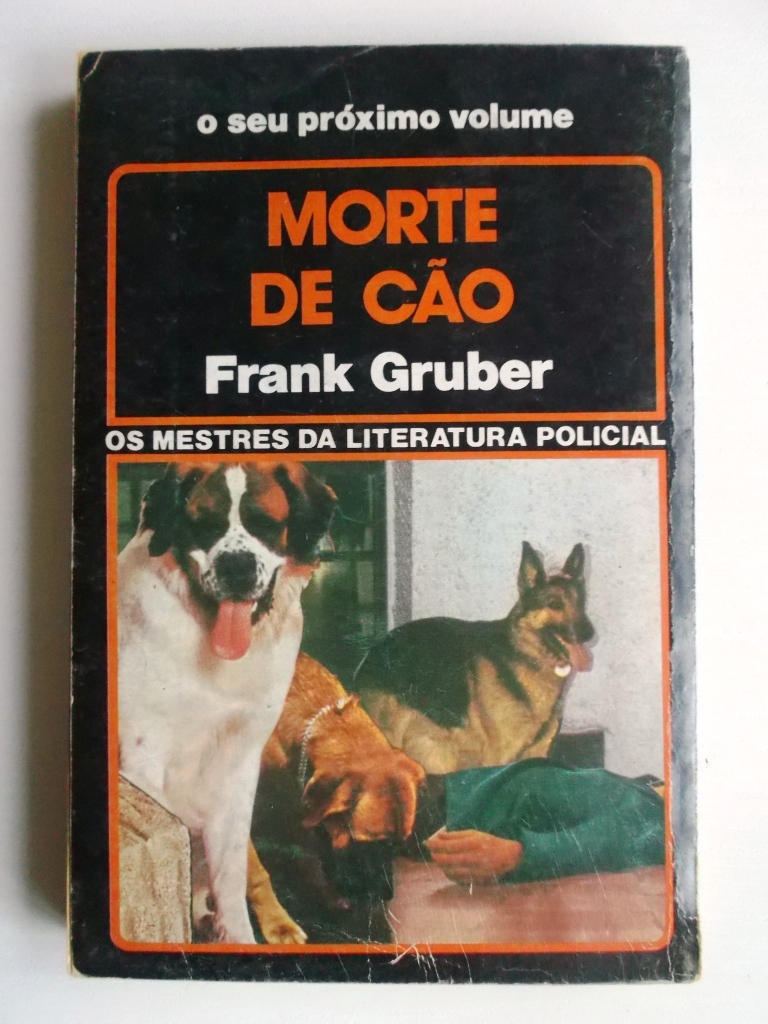 o seu próximo volume
MORTE
DE CÃO
Frank Gruber
OS MESTRES DA LITERATURA POLICIAL